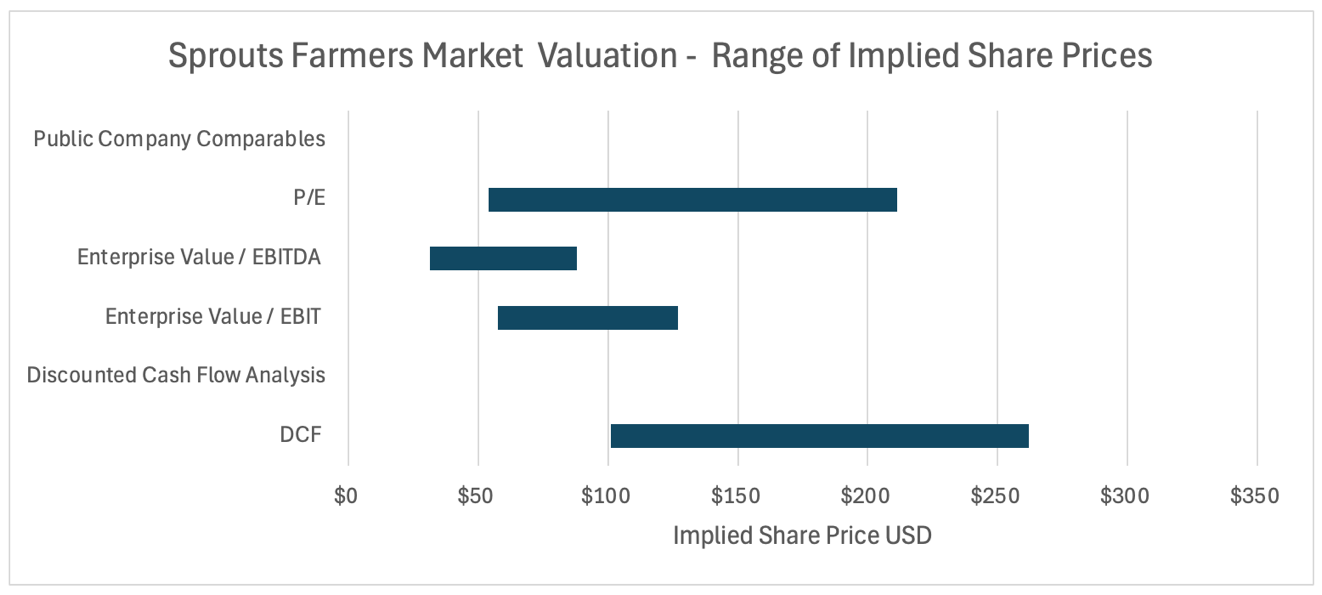 Sprouts Farmers Market  Valuation -  Range of Implied Share Prices
Public Company Comparables
P/E
Enterprise Value / EBITDA
Enterprise Value / EBIT
Discounted Cash Flow Analysis
DCF
$0 $50 $100 $150 $200 $250 $300 $350
Implied Share Price USD